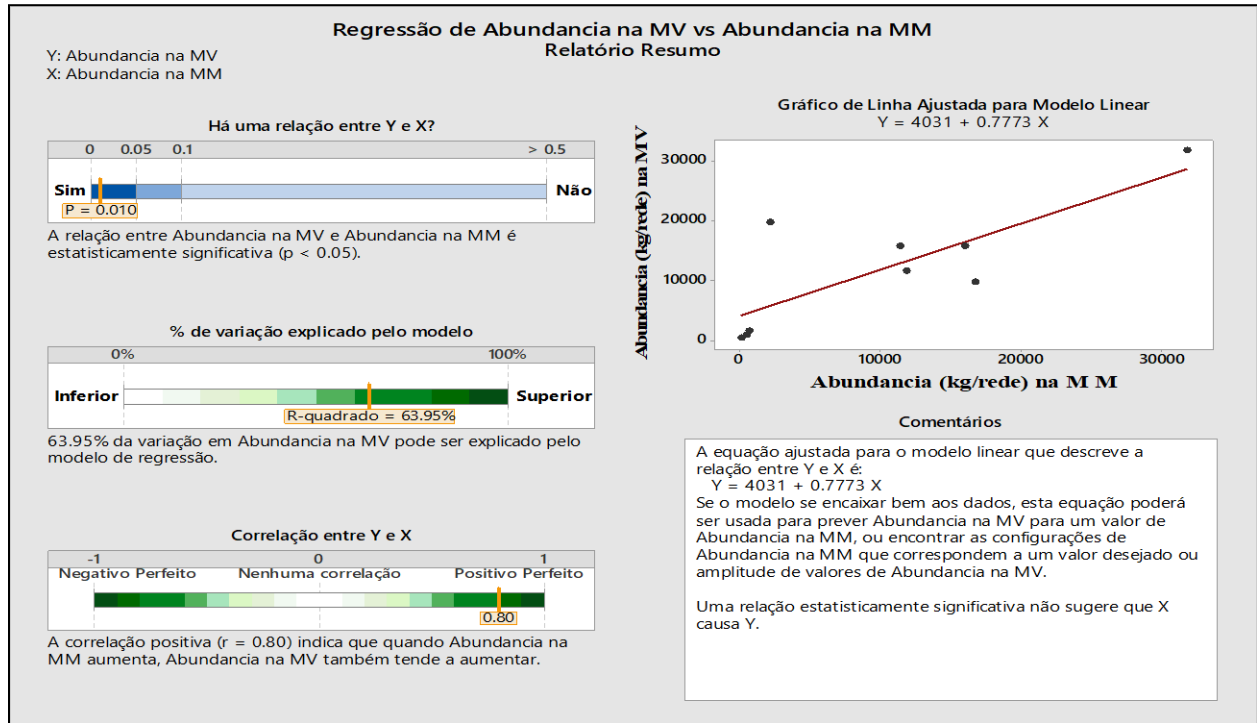 Regressão de Abundancia na MV vs Abundancia na MM
Relatório Resumo
Y: Abundancia na MV
X: Abundancia na MM
Há uma relação entre Y e X?
0 0.05 0.1 > 0.5
Sim Não
P = 0.010
A relação entre Abundancia na MV e Abundancia na MM é
estatisticamente significativa (p < 0.05).
% de variação explicado pelo modelo
0% 100%
Inferior Superior
R-quadrado = 63.95%
63.95% da variação em Abundancia na MV pode ser explicado pelo
modelo de regressão.
Correlação entre Y e X
-1 0 1
Negativo Perfeito Nenhuma correlação Positivo Perfeito
0.80
A correlação positiva (r = 0.80) indica que quando Abundancia na
MM aumenta, Abundancia na MV também tende a aumentar.
Gráfico de Linha Ajustada para Modelo Linear
Y = 4031 + 0.7773 X
Abundancia (kg/rede) na MV
30000
20000
10000
0
0 10000 20000 30000
Abundancia (kg/rede) na M M
Comentários
A equação ajustada para o modelo linear que descreve a
relação entre Y e X é:
Y = 4031 + 0.7773 X
Se o modelo se encaixar bem aos dados, esta equação poderá
ser usada para prever Abundancia na MV para um valor de
Abundancia na MM, ou encontrar as configurações de
Abundancia na MM que correspondem a um valor desejado ou
amplitude de valores de Abundancia na MV.
Uma relação estatisticamente significativa não sugere que X
causa Y.